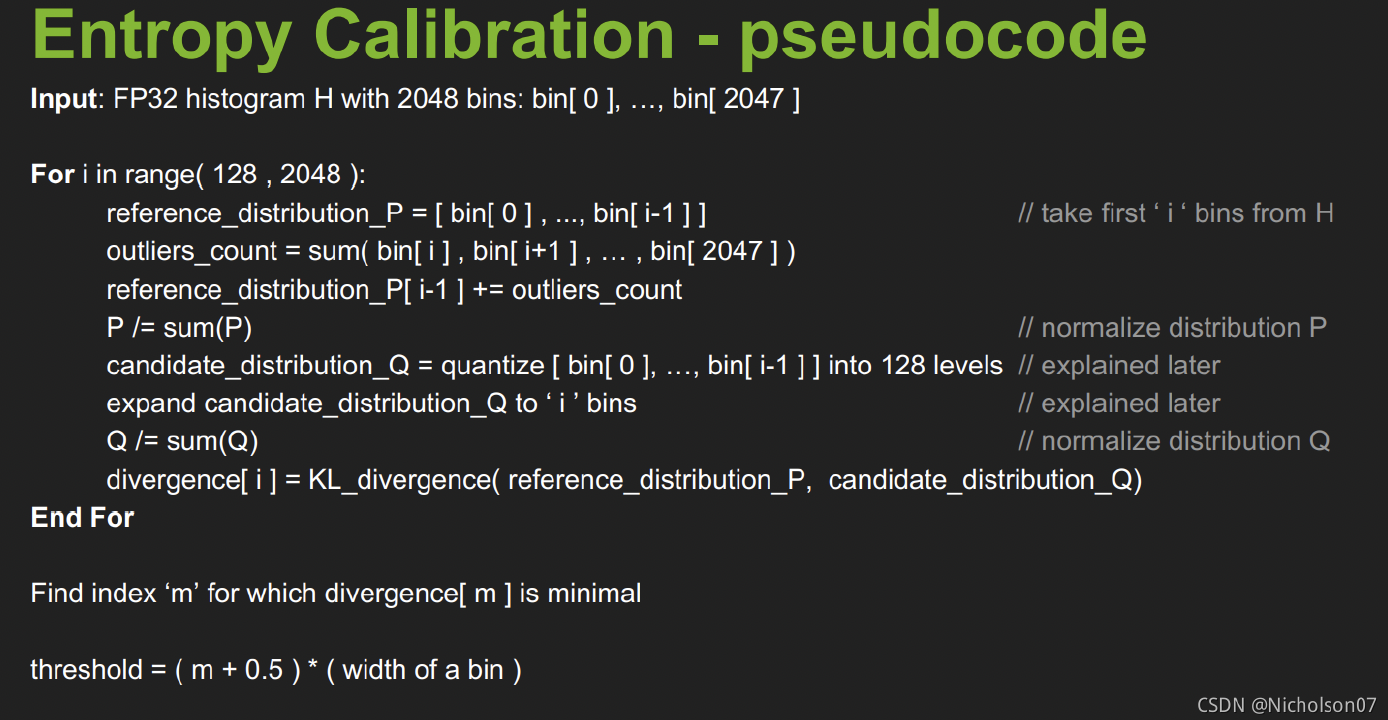 Entropy Calibration - pseudocode
Input: FP32 histogram H with 2048 bins: bin[ 0 ], …, bin[ 2047 ]
For i in range( 128 , 2048 ):
reference_distribution_P = [ bin[ 0 ] , ..., bin[ i-1 ] ] // take first ‘ i ‘ bins from H
outliers_count = sum( bin[ i ] , bin[ i+1 ] , … , bin[ 2047 ] )
reference_distribution_P[ i-1 ] += outliers_count
P /= sum(P) // normalize distribution P
candidate_distribution_Q = quantize [ bin[ 0 ], …, bin[ i-1 ] ] into 128 levels // explained later
expand candidate_distribution_Q to ‘ i ’ bins // explained later
Q /= sum(Q) // normalize distribution Q
divergence[ i ] = KL_divergence( reference_distribution_P, candidate_distribution_Q)
End For
Find index ‘m’ for which divergence[ m ] is minimal
threshold = ( m + 0.5 ) * ( width of a bin )
CSDN @Nicholson07